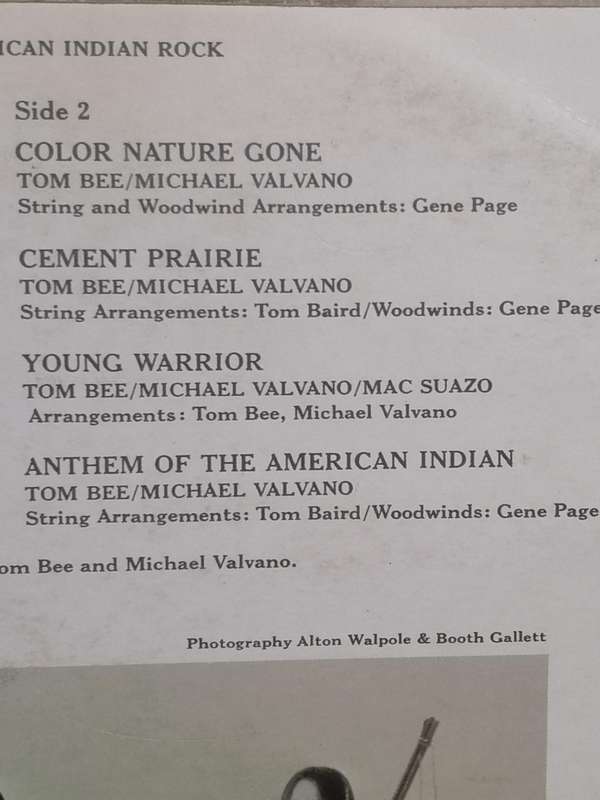 ICAN INDIAN ROCK
Side 2
COLOR NATURE GONE
TOM BEE/MICHAEL VALVANO
String and Woodwind Arrangements: Gene Page
CEMENT PRAIRIE
TOM BEE/MICHAEL VALVANO
String Arrangements: Tom Baird/Woodwinds: Gene Page
YOUNG WARRIOR
TOM BEE/MICHAEL VALVANO/MAC SUAZO
Arrangements: Tom Bee, Michael Valvano
ANTHEM OF THE AMERICAN INDIAN
TOM BEE/MICHAEL VALVANO
String Arrangements: Tom Baird/Woodwinds: Gene Page
om Bee and Michael Valvano.
Photography Alton Walpole & Booth Gallett